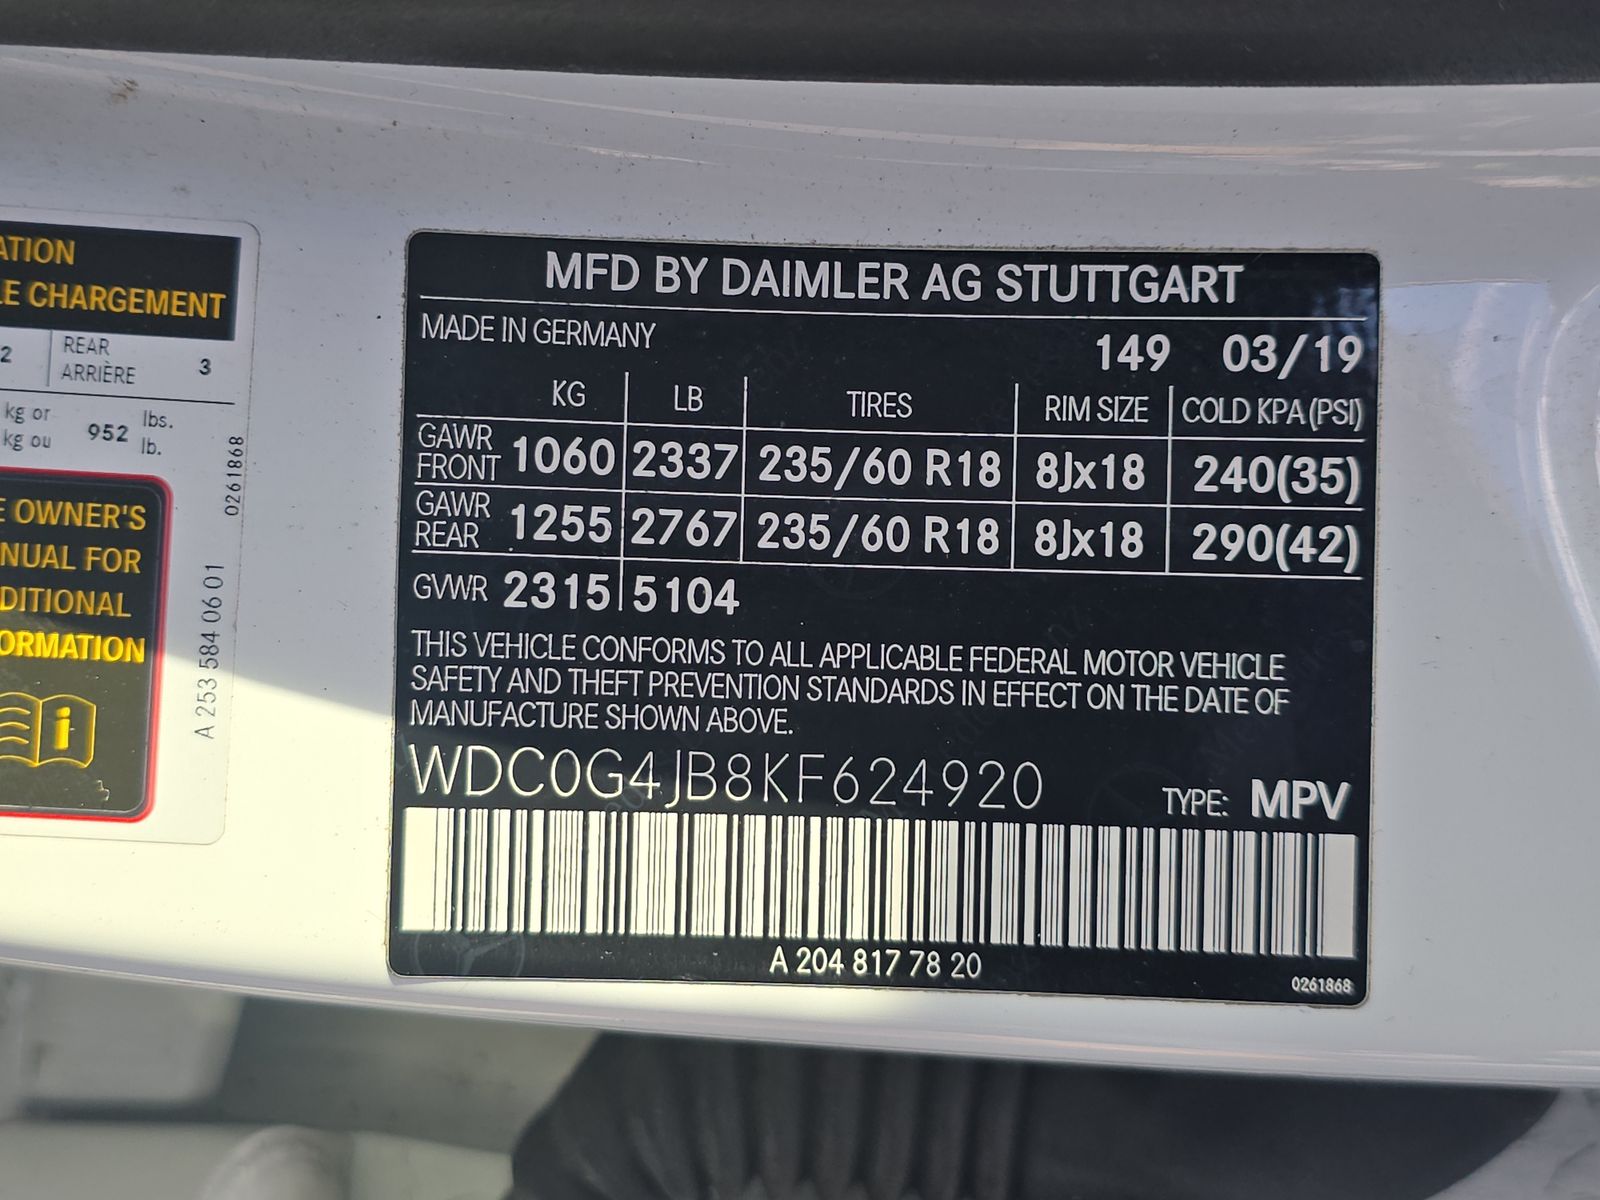 ATION
LE CHARGEMENT
2 REAR 3
ARRIÈRE
kg or lbs.
kg ou 952 lb.
0261868
E OWNER'S
NUAL FOR
DITIONAL
ORMATION
i
A 253 584 06 01
MFD BY DAIMLER AG STUTTGART
MADE IN GERMANY
149 03/19
KG LB TIRES RIM SIZE COLD KPA (PSI)
GAWR FRONT 1060 2337 235/60 R18 8Jx18 240(35)
GAWR REAR 1255 2767 235/60 R18 8Jx18 290(42)
GVWR 2315 5104
THIS VEHICLE CONFORMS TO ALL APPLICABLE FEDERAL MOTOR VEHICLE
SAFETY AND THEFT PREVENTION STANDARDS IN EFFECT ON THE DATE OF
MANUFACTURE SHOWN ABOVE.
WDC0G4JB8KF624920
TYPE: MPV
A 204 817 78 20
0261868